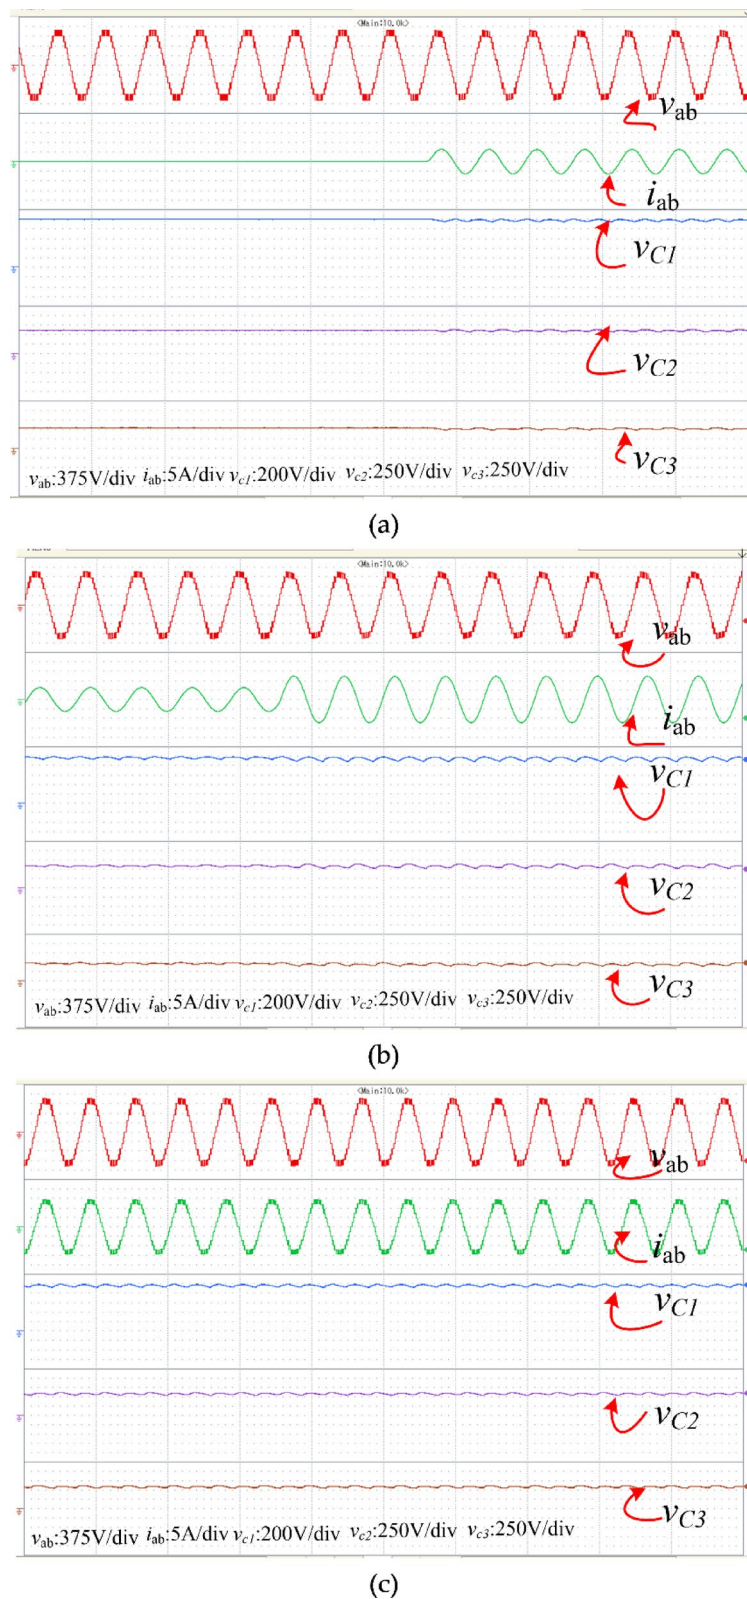 <Main:10.0k>
vab
iab
vC1
vC2
vC3
vab:375V/div iab:5A/div vc1:200V/div vc2:250V/div vc3:250V/div
(a)
<Main:10.0k>
vab
iab
vC1
vC2
vC3
vab:375V/div iab:5A/div vc1:200V/div vc2:250V/div vc3:250V/div
(b)
<Main:10.0k>
vab
iab
vC1
vC2
vC3
vab:375V/div iab:5A/div vc1:200V/div vc2:250V/div vc3:250V/div
(c)